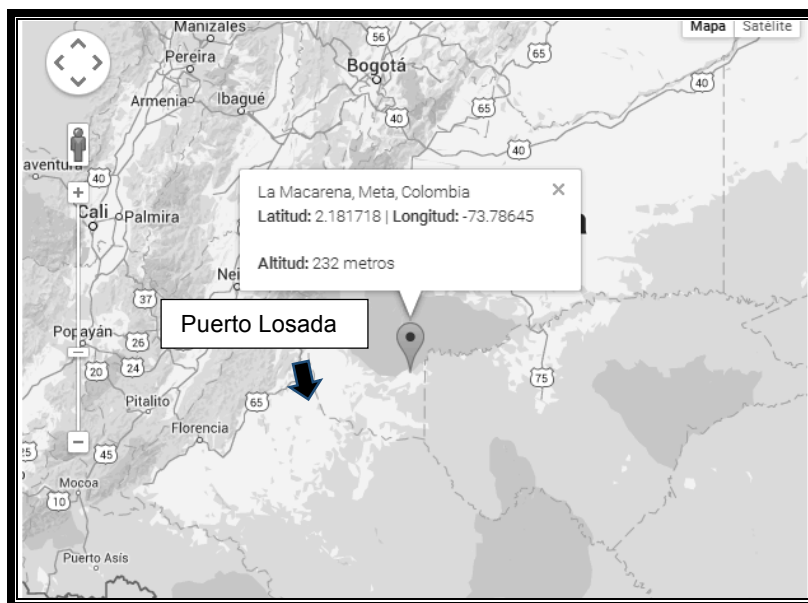 Manizales
Mapa
Satélite
56
Pereira
65
Bogotá
40
Armenia
Ibagué
65
40
40
aventura
40
La Macarena, Meta, Colombia
Latitud: 2.181718 | Longitud: -73.78645
Altitud: 232 metros
Cali
Palmira
a
Nei
37
Puerto Losada
Popayán
26
20
24
75
Pitalito
65
Florencia
25
45
Mocoa
10
Puerto Asís